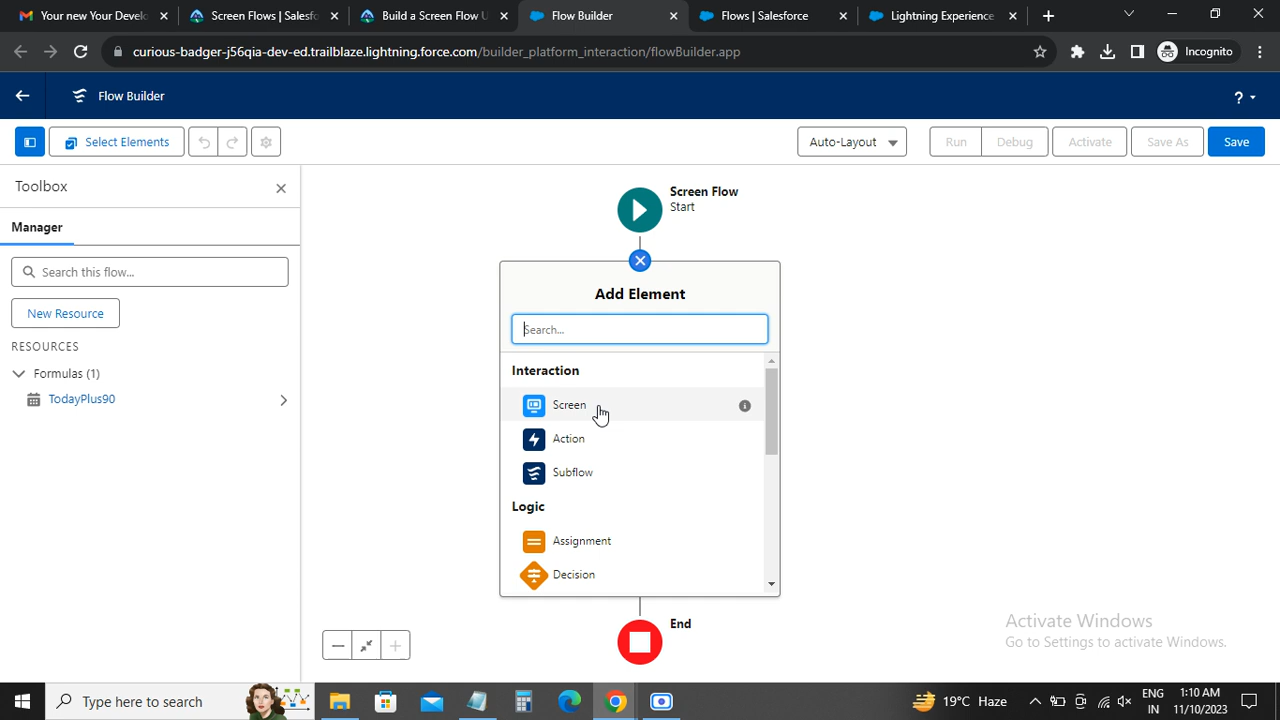 Your new Your Devel
Screen Flows | Salesfo
Build a Screen Flow U
Flow Builder
Flows | Salesforce
Lightning Experience
curious-badger-j56qia-dev-ed.trailblaze.lightning.force.com/builder_platform_interaction/flowBuilder.app
Incognito
Flow Builder
?
Select Elements
Auto-Layout
Run
Debug
Activate
Save As
Save
Toolbox
Manager
Search this flow...
New Resource
RESOURCES
Formulas (1)
TodayPlus90
Screen Flow
Start
Add Element
Search...
Interaction
Screen
Action
Subflow
Logic
Assignment
Decision
End
Activate Windows
Go to Settings to activate Windows.
Type here to search
19°C Haze
ENG
IN
1:10 AM
11/10/2023